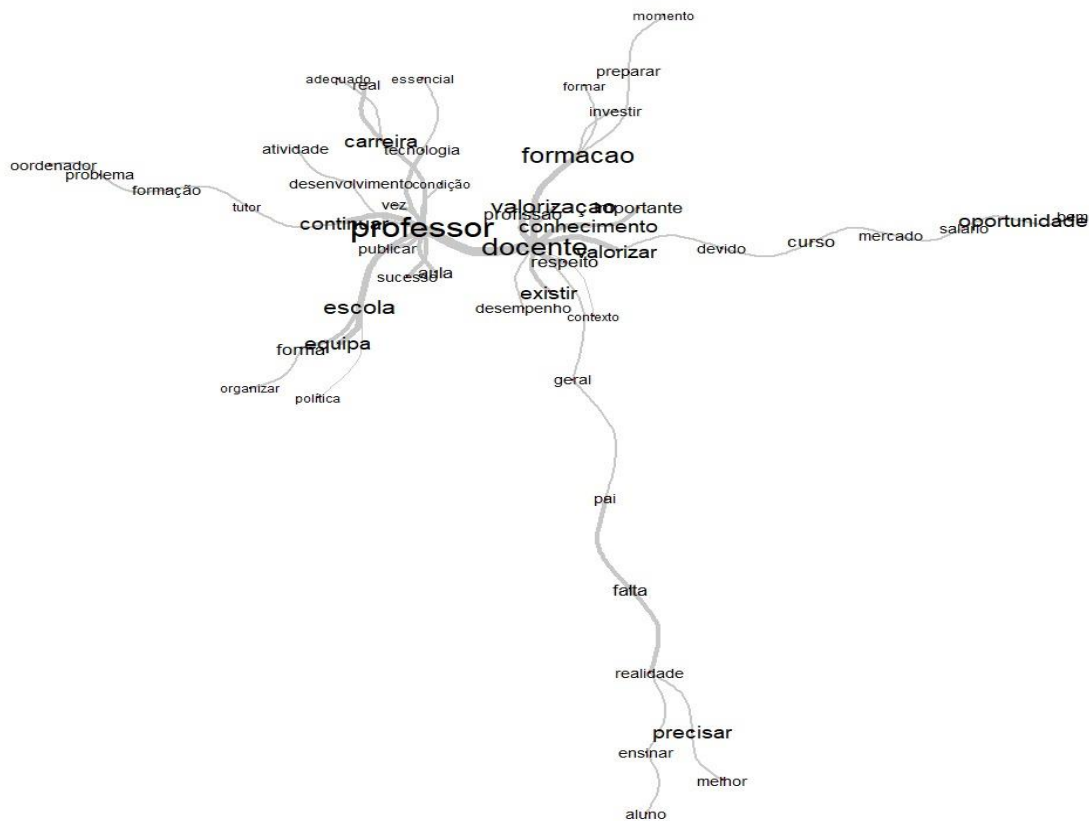 momento
preparar
adequado
real
essencial
formar
investir
carreira
tecnologia
atividade
formacao
oordenador
problema
formação
desenvolvimento
condição
tutor
vez
valorização
profissão
importante
continuar
professor
conhecimento
oportunidade
bem
salário
mercado
curso
devido
publicar
docente
valorizar
respeito
sucesso
aula
existir
desempenho
contexto
escola
forma
equipa
geral
organizar
política
pai
falta
realidade
precisar
ensinar
melhor
aluno